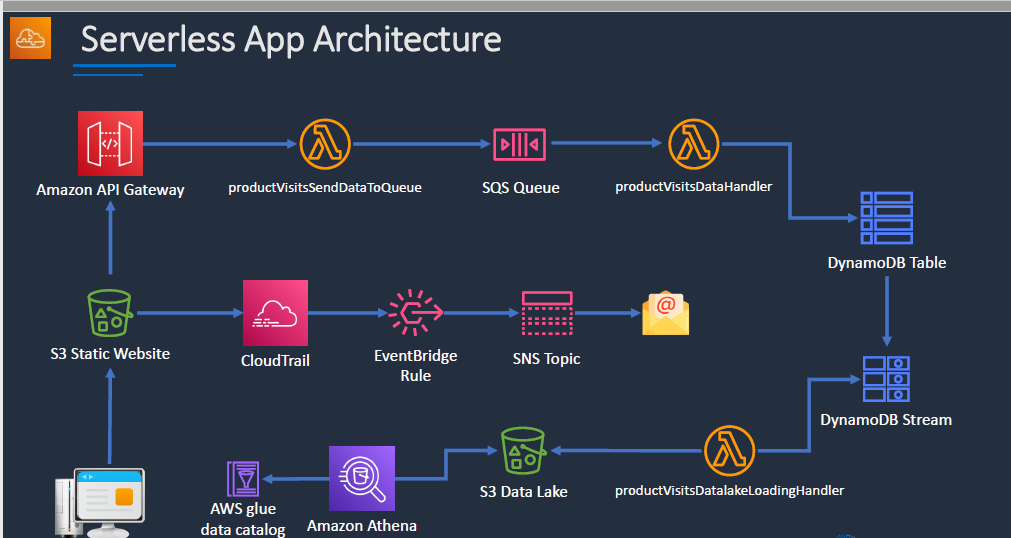 Serverless App Architecture
Amazon API Gateway
productVisitsSendDataToQueue
SQS Queue
productVisitsDataHandler
DynamoDB Table
S3 Static Website
CloudTrail
EventBridge
Rule
SNS Topic
@
DynamoDB Stream
AWS glue
data catalog
Amazon Athena
S3 Data Lake
productVisitsDatalakeLoadingHandler